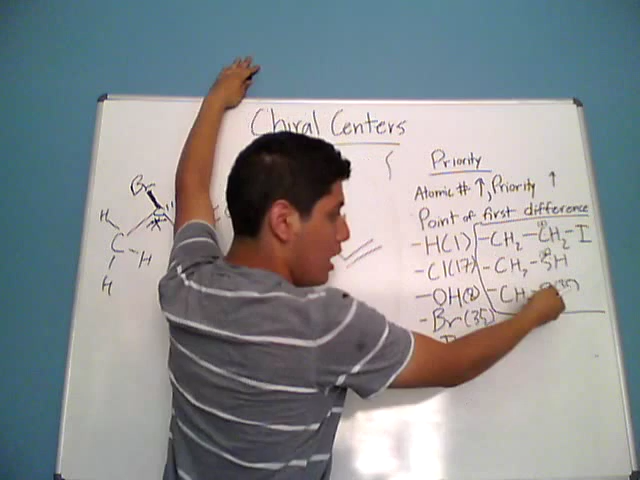 Chiral Centers
Priority
Atomic # ↑, Priority ↑
Point of first difference
-H(1)
-Cl(17)
-OH(8)
-Br(35)
-CH2-CH2-I
-CH2-SH
-CH2
Br
H
C
H
H